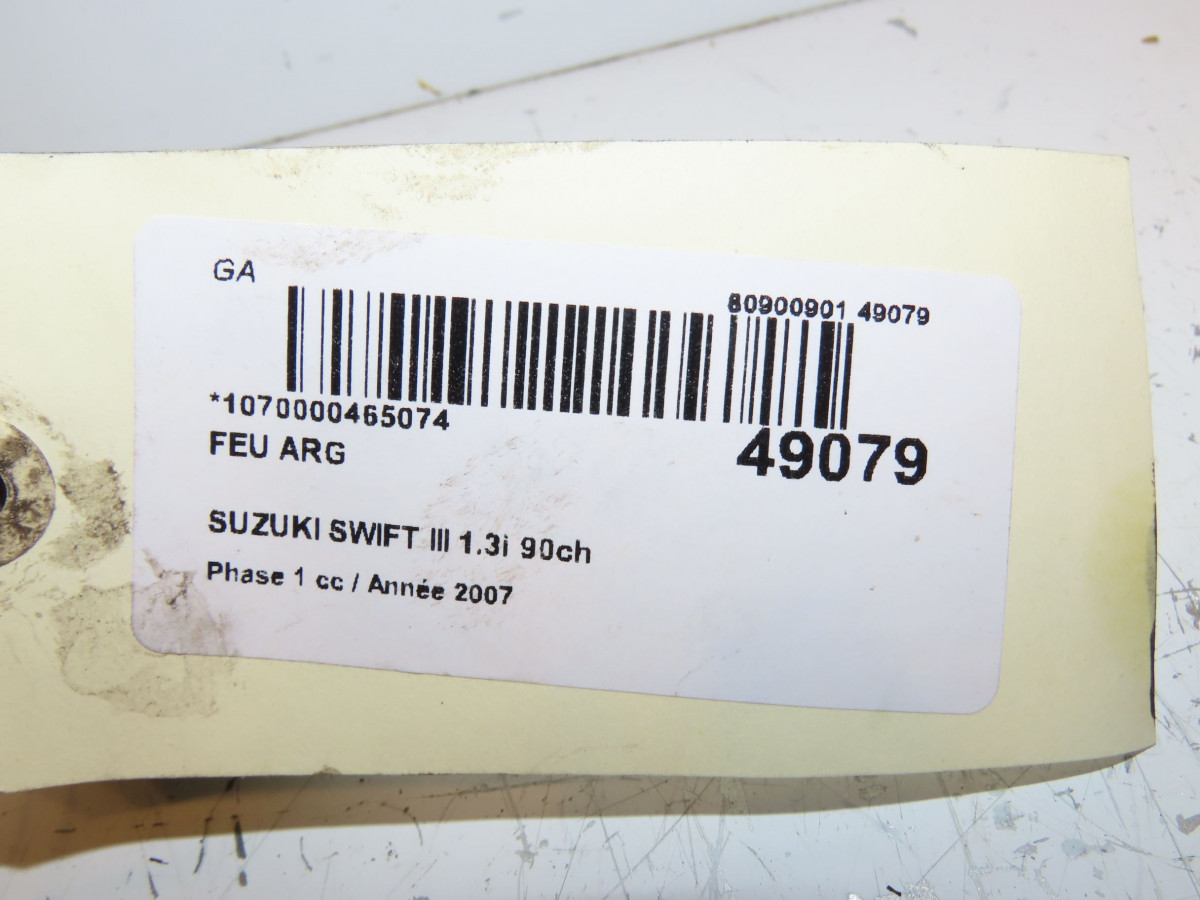 GA
80900901 49079
*1070000465074
FEU ARG
49079
SUZUKI SWIFT III 1.3i 90ch
Phase 1 cc / Année 2007